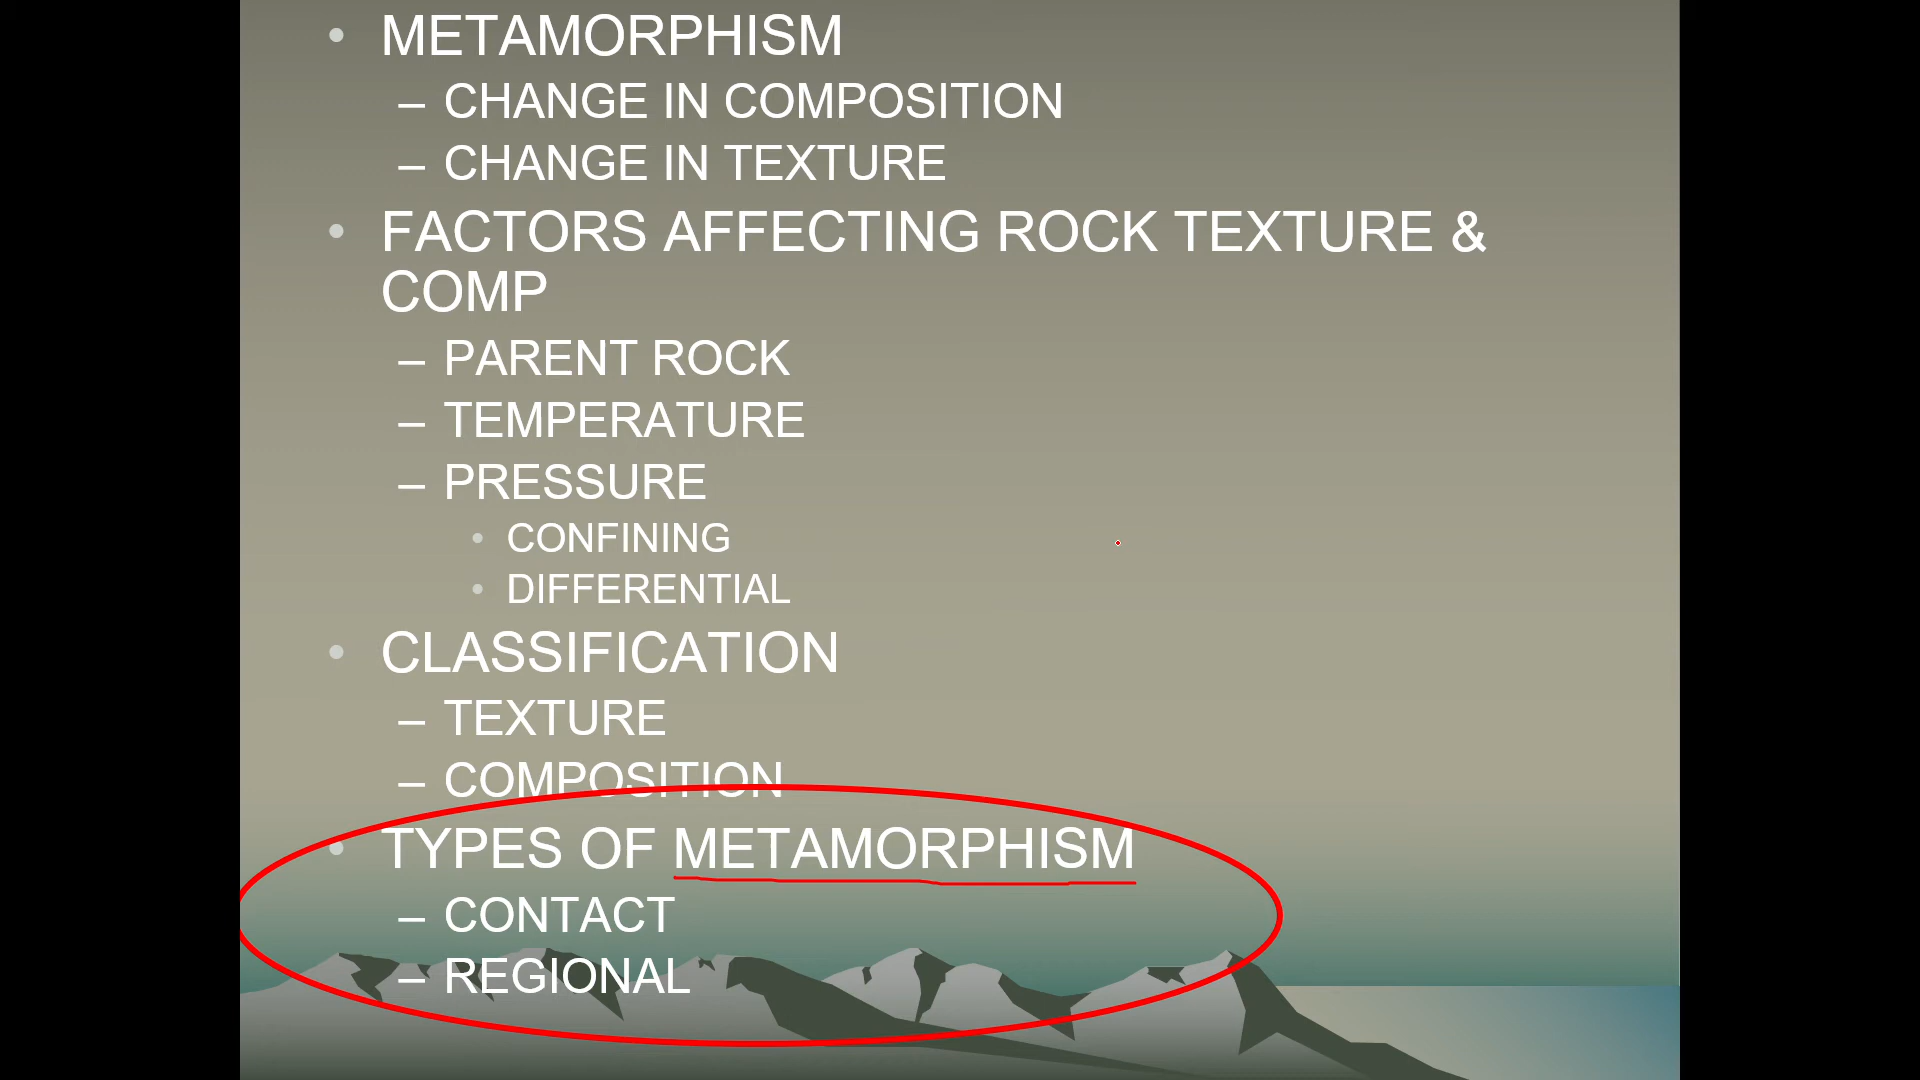 • METAMORPHISM
– CHANGE IN COMPOSITION
– CHANGE IN TEXTURE
• FACTORS AFFECTING ROCK TEXTURE &
COMP
– PARENT ROCK
– TEMPERATURE
– PRESSURE
• CONFINING
• DIFFERENTIAL
• CLASSIFICATION
– TEXTURE
– COMPOSITION
• TYPES OF METAMORPHISM
– CONTACT
– REGIONAL